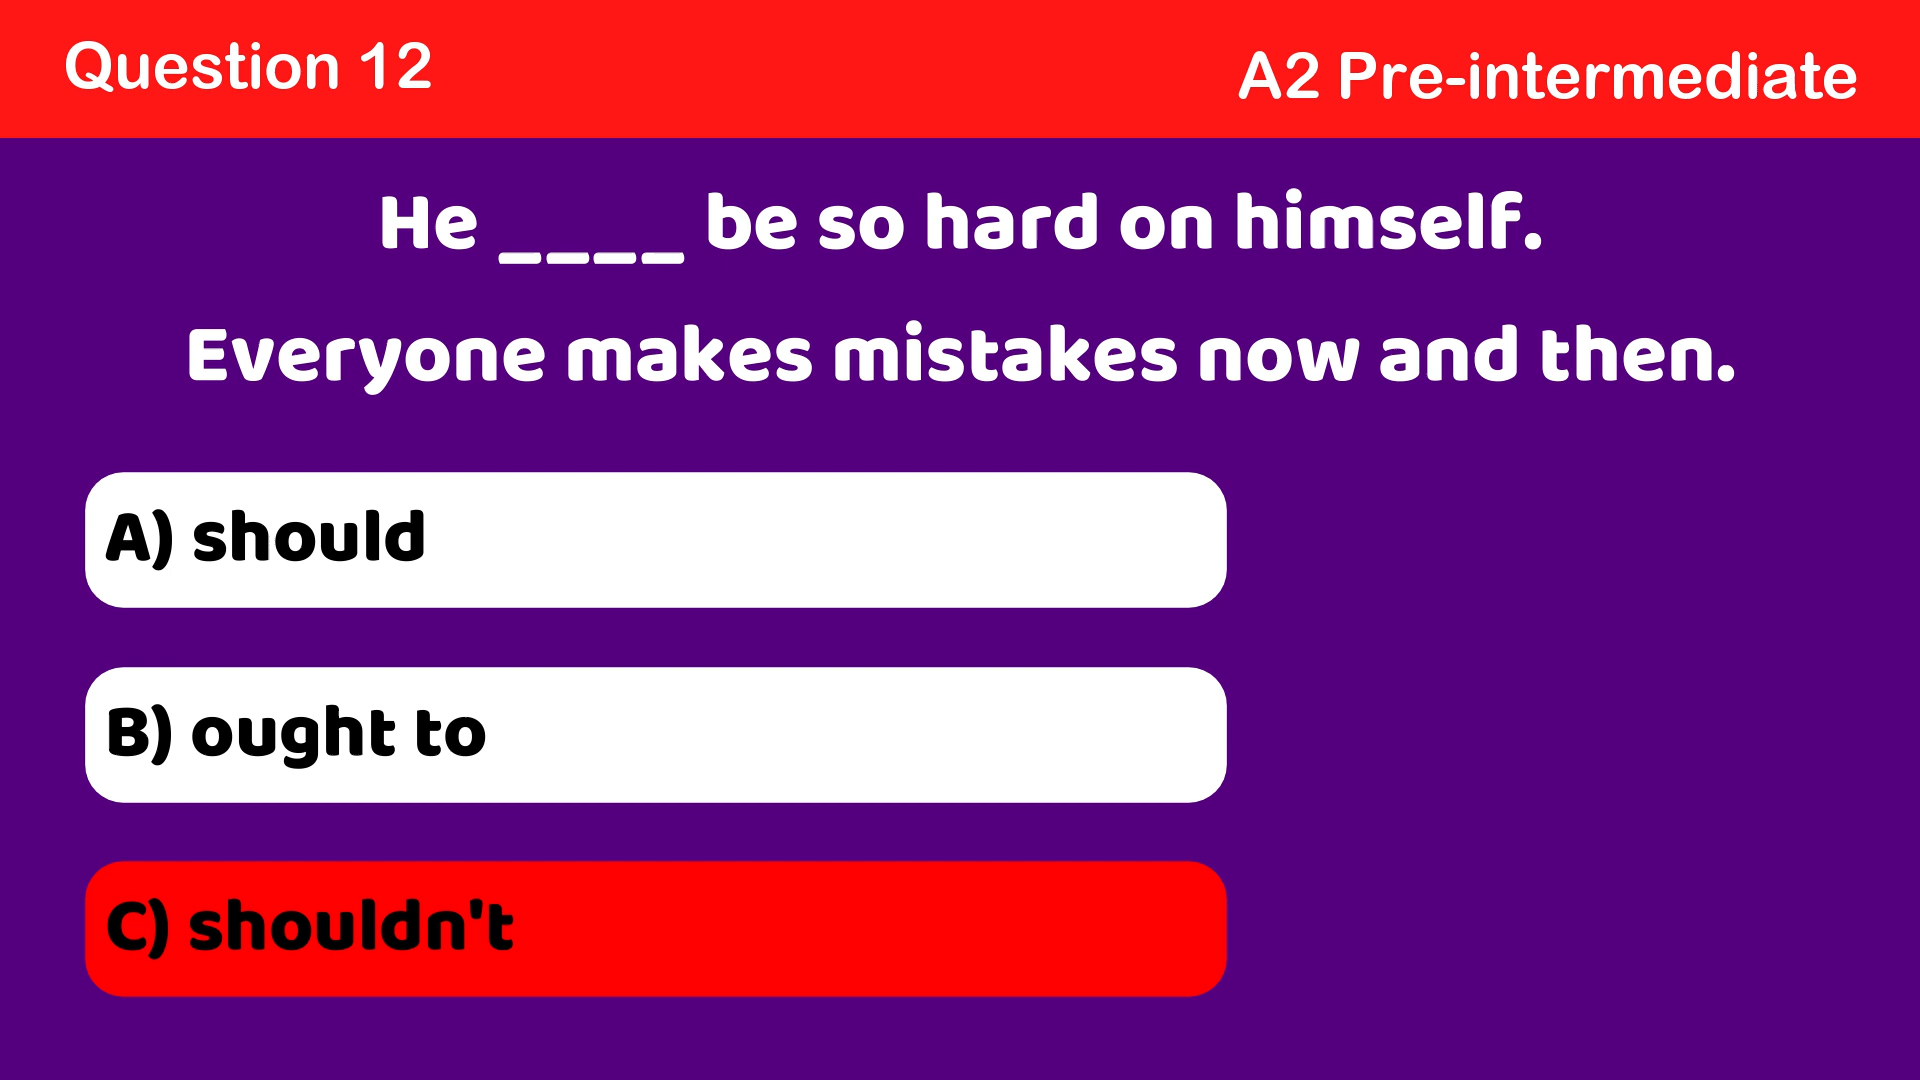 Question 12
A2 Pre-intermediate
He ____ be so hard on himself.
Everyone makes mistakes now and then.
A) should
B) ought to
C) shouldn't